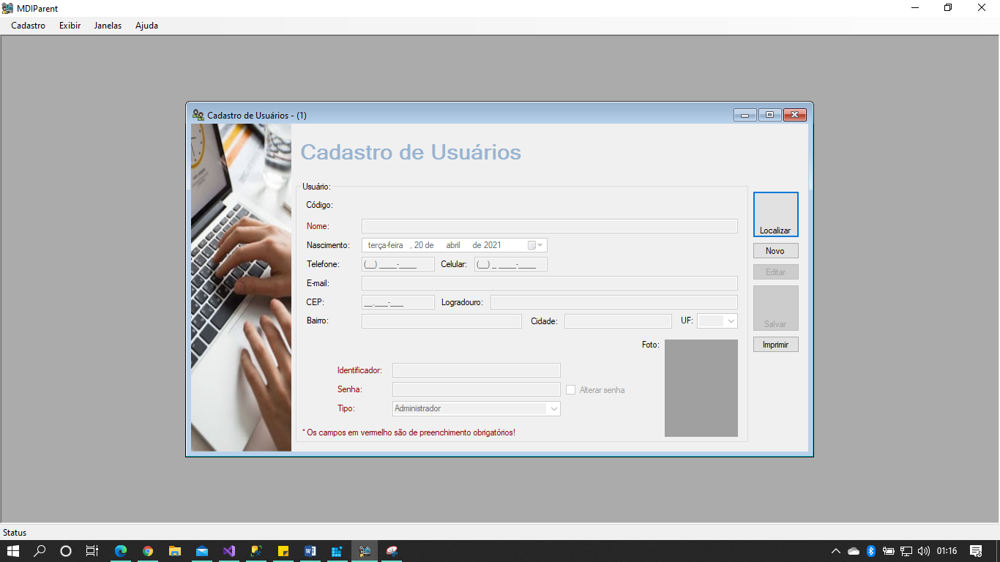 MDIParent
Cadastro Exibir Janelas Ajuda
Cadastro de Usuários - (1)
Cadastro de Usuários
Usuário:
Código:
Nome:
Nascimento: terça-feira , 20 de abril de 2021
Telefone: (__) ____-____ Celular: (__) _ ____-____
E-mail:
CEP: __.___-___ Logradouro:
Bairro: Cidade: UF:
Foto:
Identificador:
Senha: Alterar senha
Tipo: Administrador
* Os campos em vermelho são de preenchimento obrigatórios!
Localizar
Novo
Editar
Salvar
Imprimir
Status
01:16